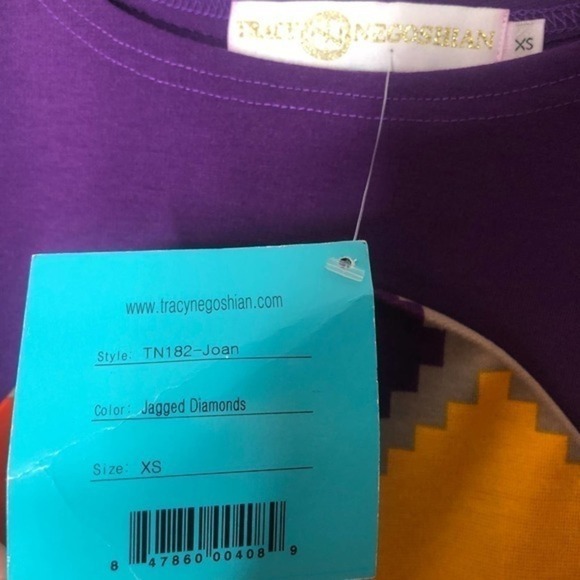 TRACY NEGOSHIAN
XS
www.tracynegoshian.com
Style: TN182-Joan
Color: Jagged Diamonds
Size: XS
8 47860 00408 9